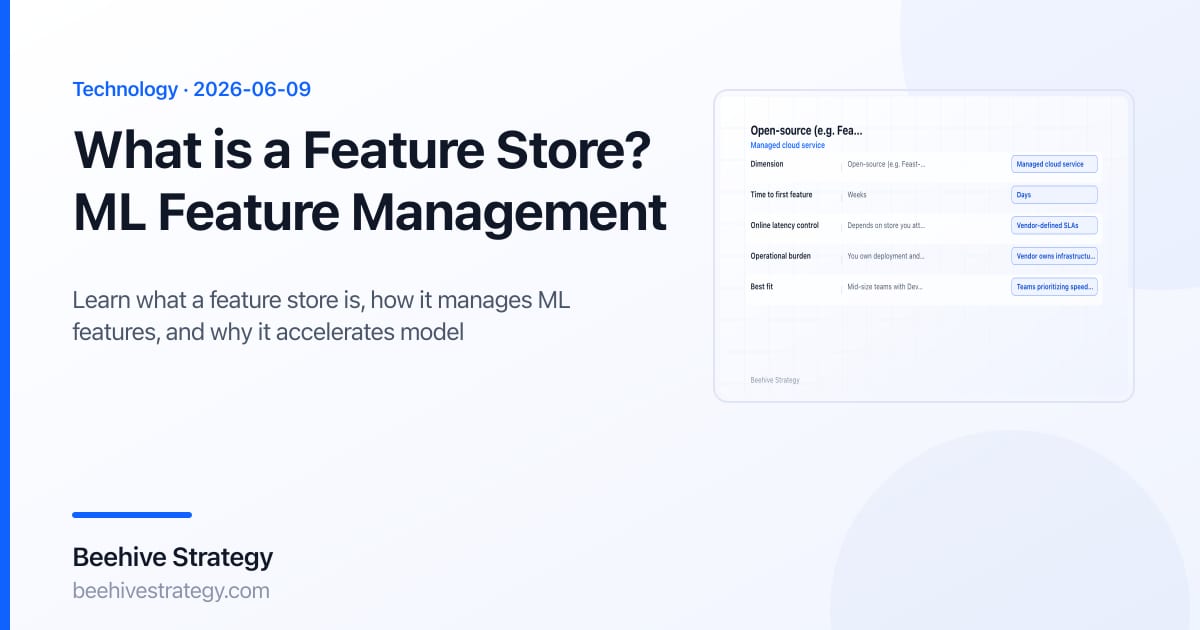 Technology · 2026-06-09
What is a Feature Store?
ML Feature Management
Learn what a feature store is, how it manages ML
features, and why it accelerates model
Open-source (e.g. Fea...
Managed cloud service
Dimension Open-source (e.g. Feast-... Managed cloud service
Time to first feature Weeks Days
Online latency control Depends on store you att... Vendor-defined SLAs
Operational burden You own deployment and... Vendor owns infrastructu...
Best fit Mid-size teams with Dev... Teams prioritizing speed...
Beehive Strategy
Beehive Strategy
beehivestrategy.com